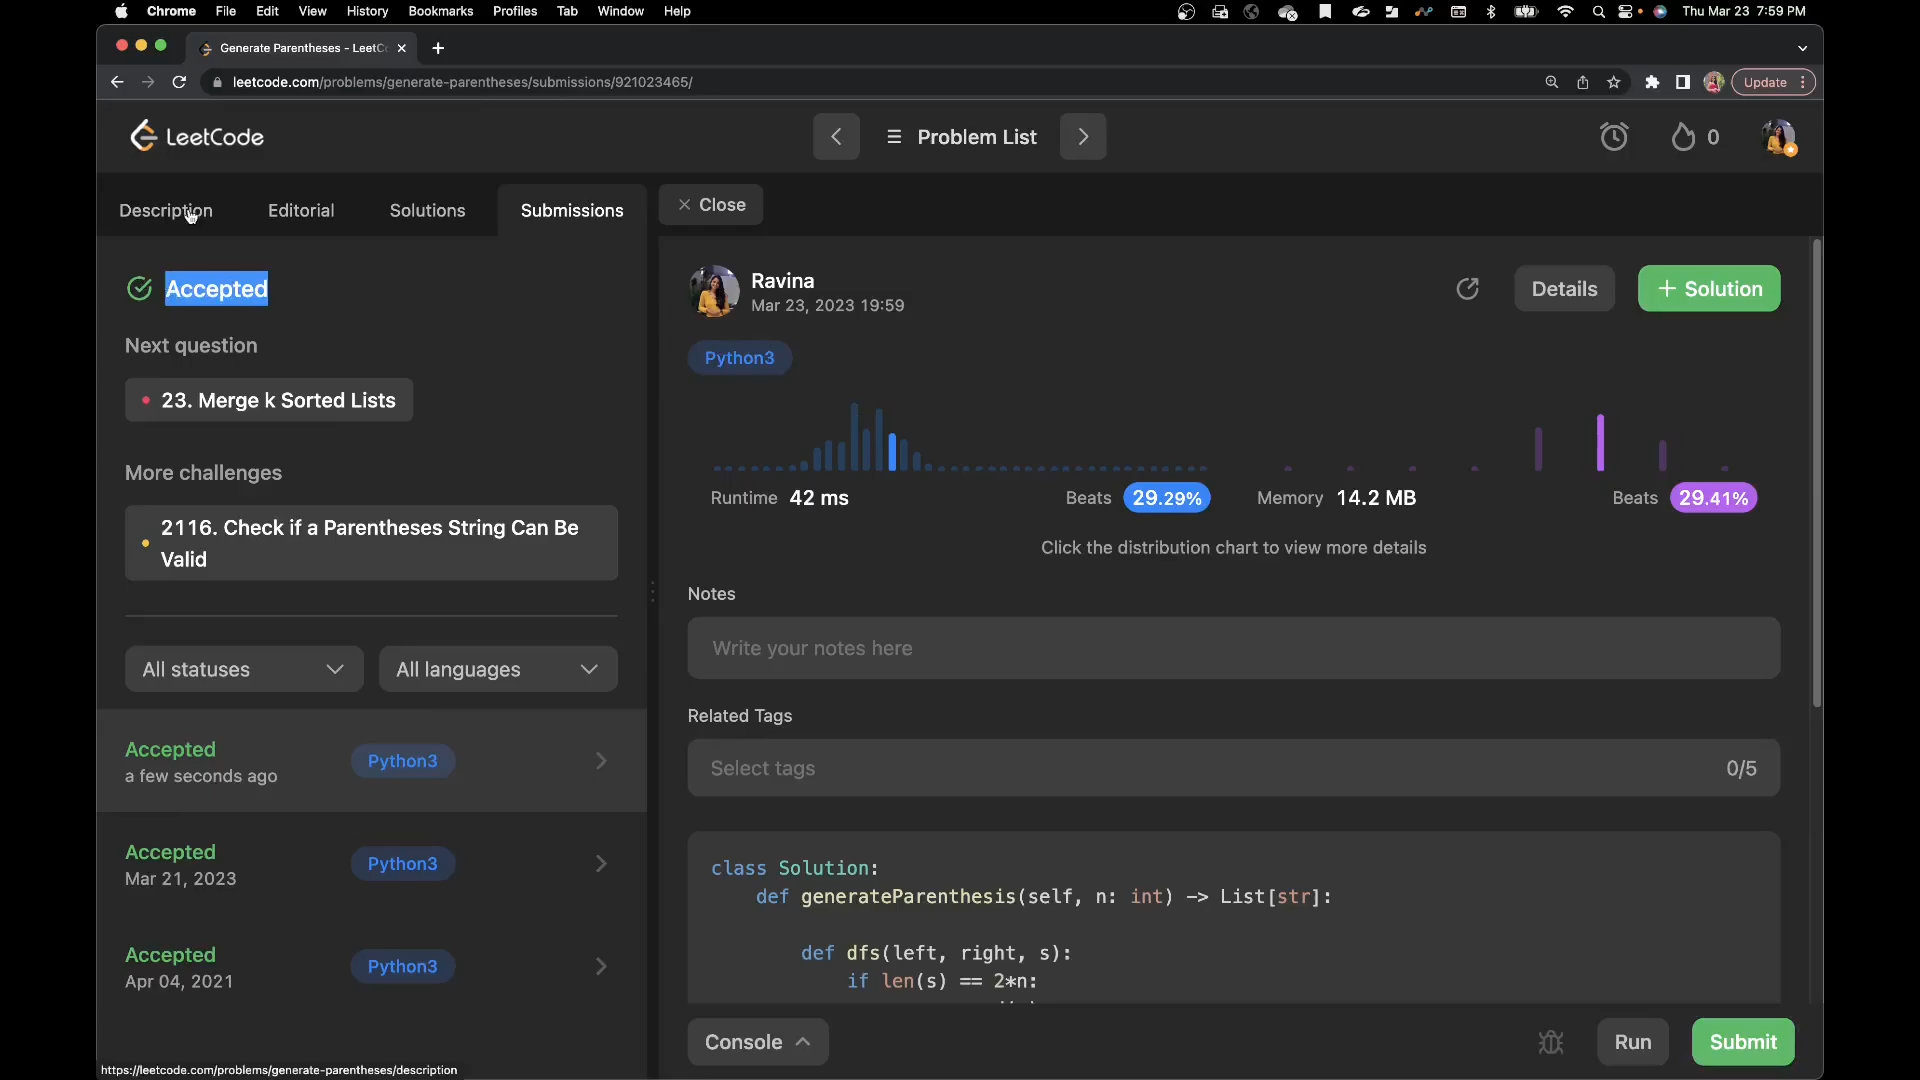 Chrome File Edit View History Bookmarks Profiles Tab Window Help Thu Mar 23 7:59 PM
Generate Parentheses - LeetC
leetcode.com/problems/generate-parentheses/submissions/921023465/
Update
LeetCode
Problem List
0
Description Editorial Solutions Submissions
Close
Accepted
Next question
23. Merge k Sorted Lists
More challenges
2116. Check if a Parentheses String Can Be
Valid
All statuses All languages
Accepted
a few seconds ago
Python3
Accepted
Mar 21, 2023
Python3
Accepted
Apr 04, 2021
Python3
Ravina
Mar 23, 2023 19:59
Details
+ Solution
Python3
Runtime 42 ms Beats 29.29% Memory 14.2 MB Beats 29.41%
Click the distribution chart to view more details
Notes
Write your notes here
Related Tags
Select tags 0/5
class Solution:
def generateParenthesis(self, n: int) -> List[str]:
def dfs(left, right, s):
if len(s) == 2*n:
Console Run Submit
https://leetcode.com/problems/generate-parentheses/description